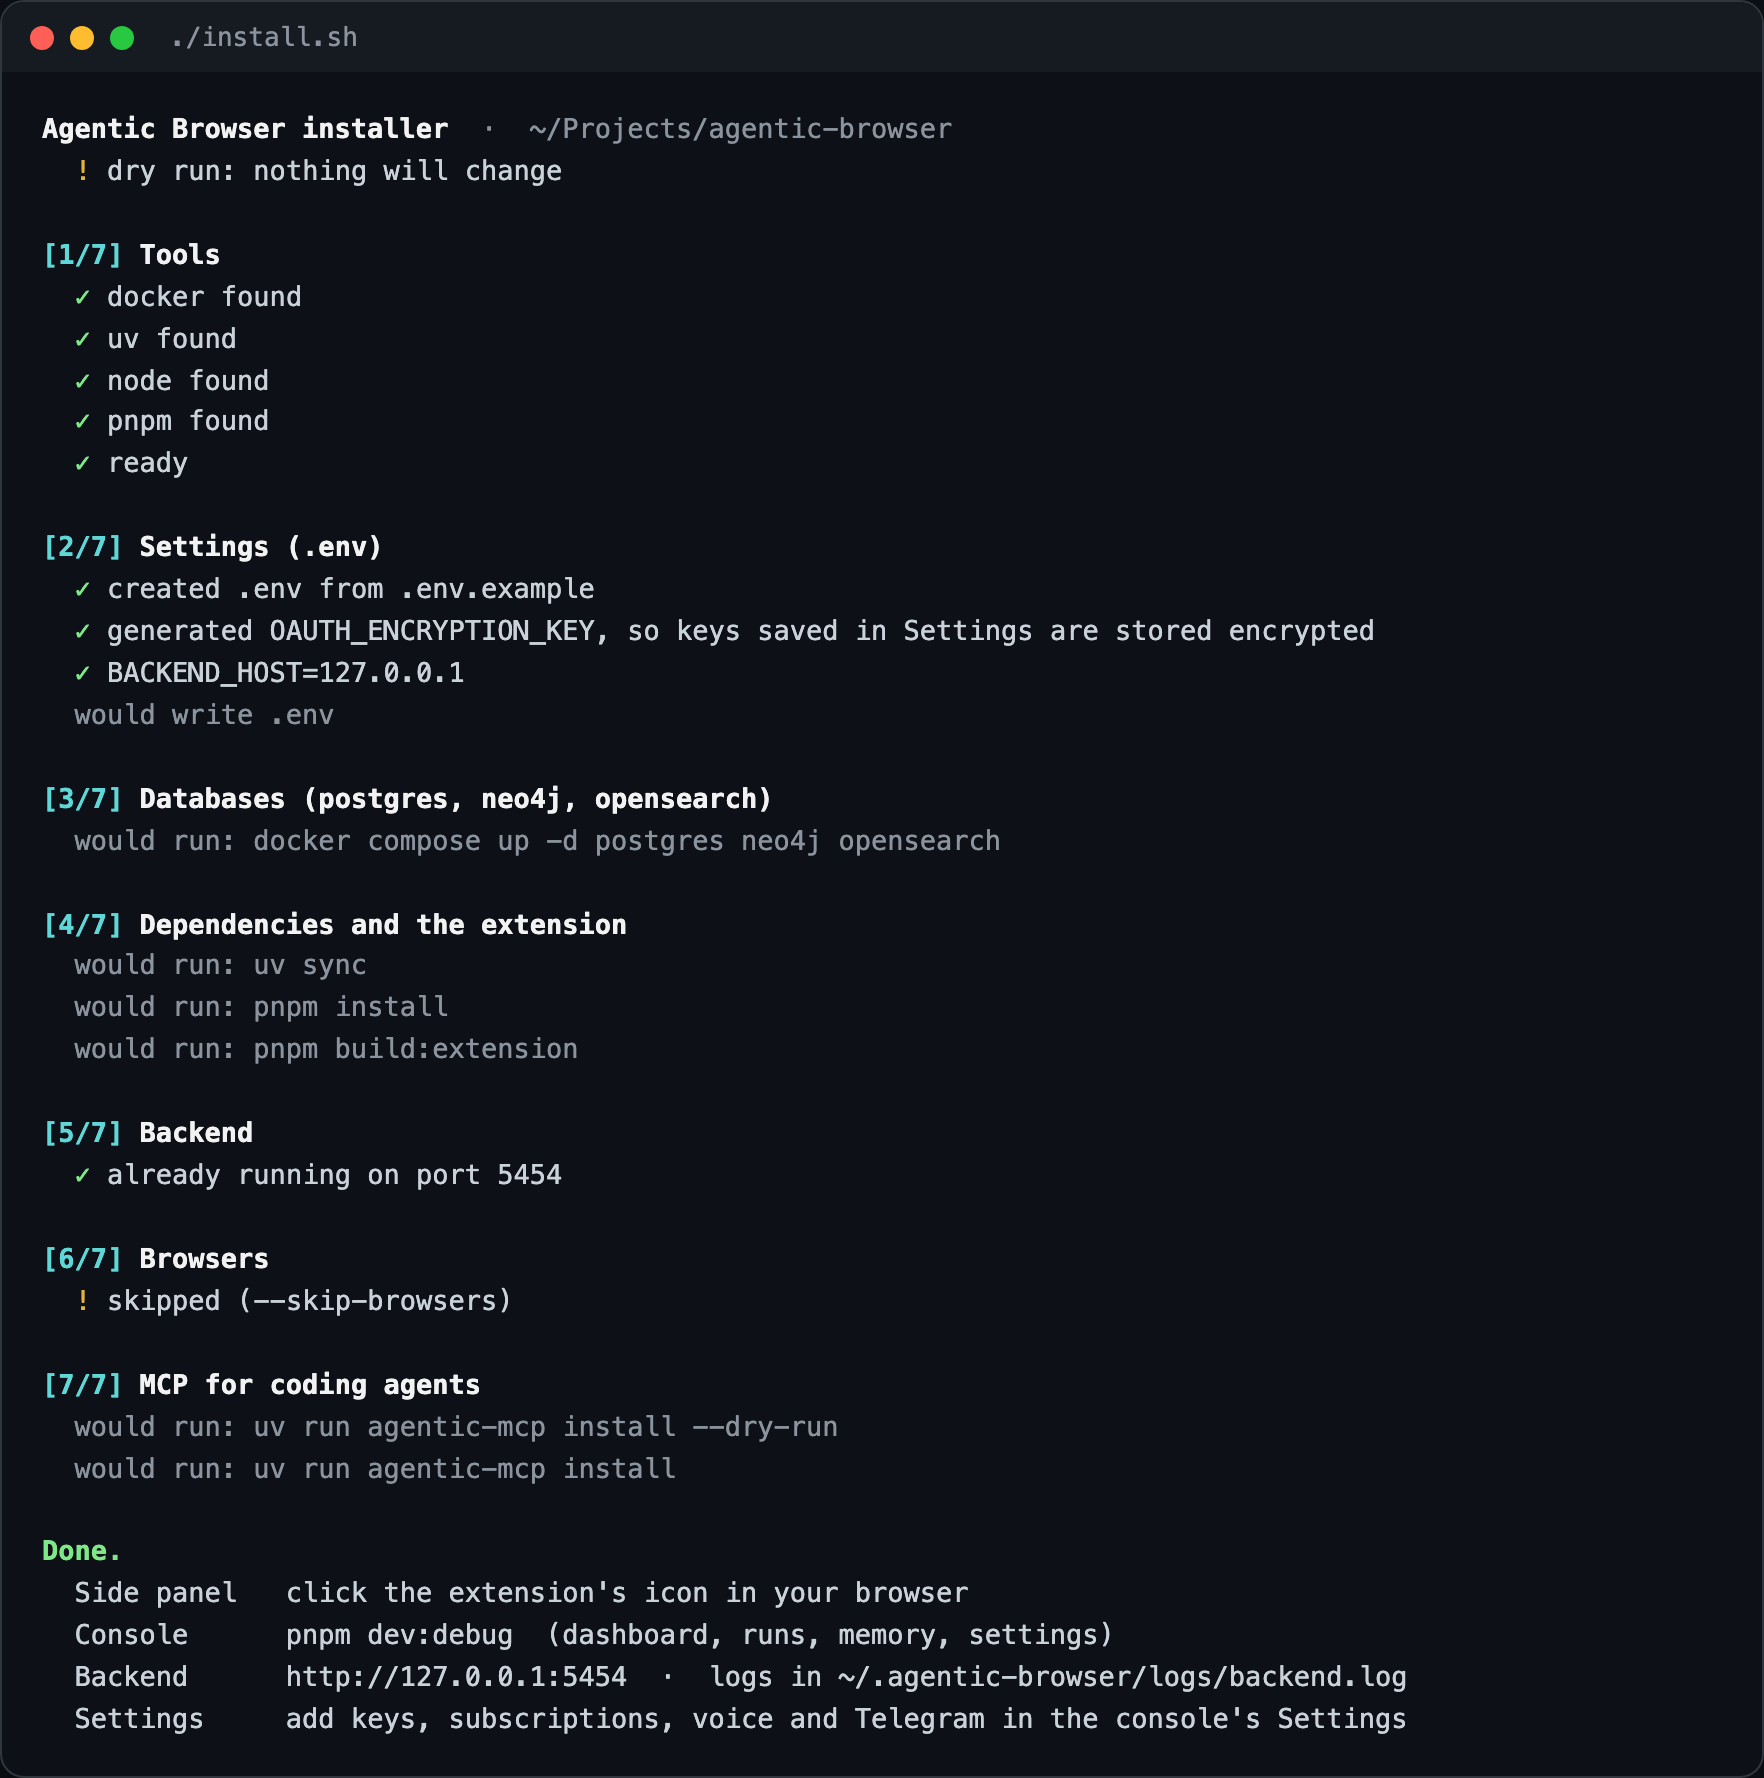 ./install.sh
Agentic Browser installer · ~/Projects/agentic-browser
! dry run: nothing will change
[1/7] Tools
✓ docker found
✓ uv found
✓ node found
✓ pnpm found
✓ ready
[2/7] Settings (.env)
✓ created .env from .env.example
✓ generated OAUTH_ENCRYPTION_KEY, so keys saved in Settings are stored encrypted
✓ BACKEND_HOST=127.0.0.1
would write .env
[3/7] Databases (postgres, neo4j, opensearch)
would run: docker compose up -d postgres neo4j opensearch
[4/7] Dependencies and the extension
would run: uv sync
would run: pnpm install
would run: pnpm build:extension
[5/7] Backend
✓ already running on port 5454
[6/7] Browsers
! skipped (--skip-browsers)
[7/7] MCP for coding agents
would run: uv run agentic-mcp install --dry-run
would run: uv run agentic-mcp install
Done.
Side panel   click the extension's icon in your browser
Console      pnpm dev:debug  (dashboard, runs, memory, settings)
Backend      http://127.0.0.1:5454  ·  logs in ~/.agentic-browser/logs/backend.log
Settings     add keys, subscriptions, voice and Telegram in the console's Settings